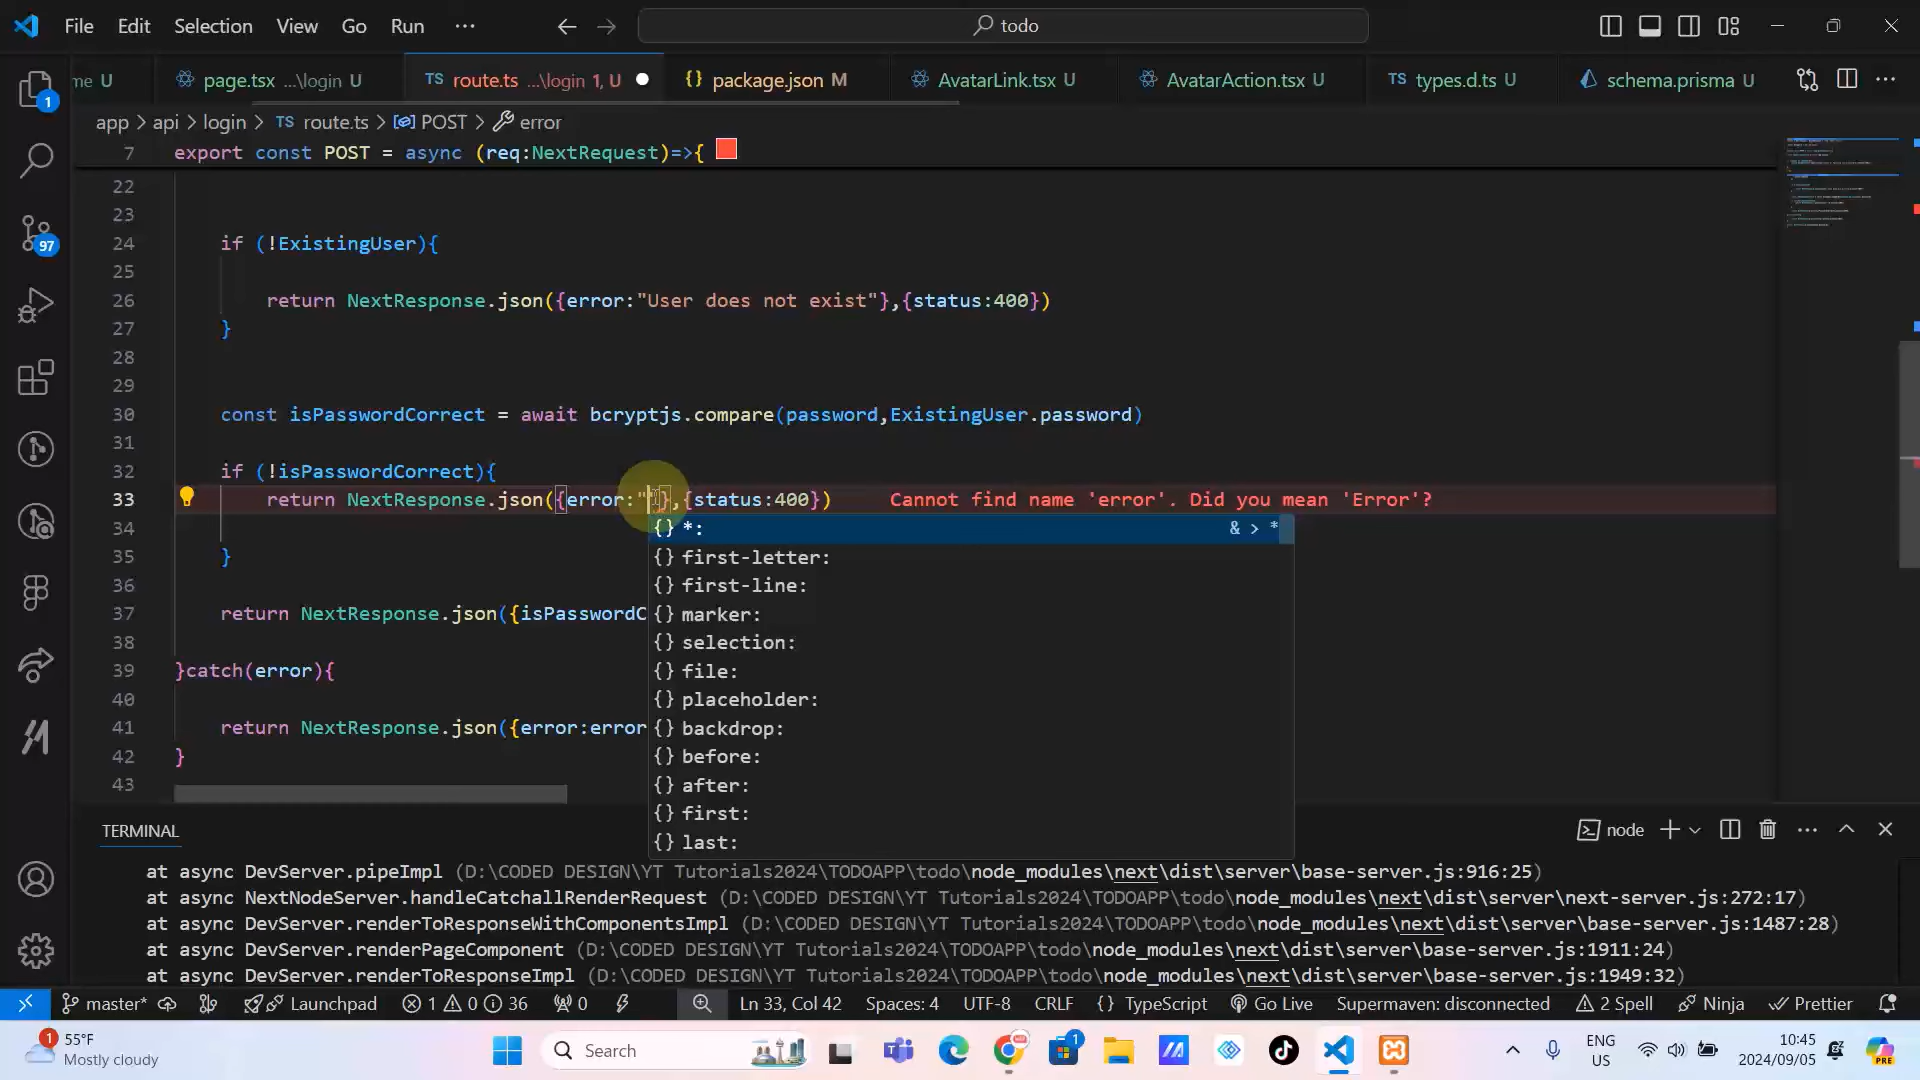 File Edit Selection View Go Run ··· todo
me U page.tsx ...\login U TS route.ts ...\login 1, U {} package.json M AvatarLink.tsx U AvatarAction.tsx U TS types.d.ts U schema.prisma U
app > api > login > TS route.ts > POST > error
7 export const POST = async (req:NextRequest)=>{
22
23
24 if (!ExistingUser){
25
26 return NextResponse.json({error:"User does not exist"},{status:400})
27 }
28
29
30 const isPasswordCorrect = await bcryptjs.compare(password,ExistingUser.password)
31
32 if (!isPasswordCorrect){
33 return NextResponse.json({error:""},{status:400}) Cannot find name 'error'. Did you mean 'Error'?
{} *: & > *
34
{} first-letter:
35 }
{} first-line:
36
{} marker:
37 return NextResponse.json({isPasswordC
{} selection:
38
{} file:
39 }catch(error){
{} placeholder:
40
{} backdrop:
41 return NextResponse.json({error:error
{} before:
42 }
{} after:
43
{} first:
{} last:
TERMINAL node
at async DevServer.pipeImpl (D:\CODED DESIGN\YT Tutorials2024\TODOAPP\todo\node_modules\next\dist\server\base-server.js:916:25)
at async NextNodeServer.handleCatchallRenderRequest (D:\CODED DESIGN\YT Tutorials2024\TODOAPP\todo\node_modules\next\dist\server\next-server.js:272:17)
at async DevServer.renderToResponseWithComponentsImpl (D:\CODED DESIGN\YT Tutorials2024\TODOAPP\todo\node_modules\next\dist\server\base-server.js:1487:28)
at async DevServer.renderPageComponent (D:\CODED DESIGN\YT Tutorials2024\TODOAPP\todo\node_modules\next\dist\server\base-server.js:1911:24)
at async DevServer.renderToResponseImpl (D:\CODED DESIGN\YT Tutorials2024\TODOAPP\todo\node_modules\next\dist\server\base-server.js:1949:32)
master* Launchpad 1 0 36 0 Ln 33, Col 42 Spaces: 4 UTF-8 CRLF {} TypeScript Go Live Supermaven: disconnected 2 Spell Ninja Prettier
1
97
1 55°F
Mostly cloudy
Search
1
ENG
US
10:45
2024/09/05
PRE